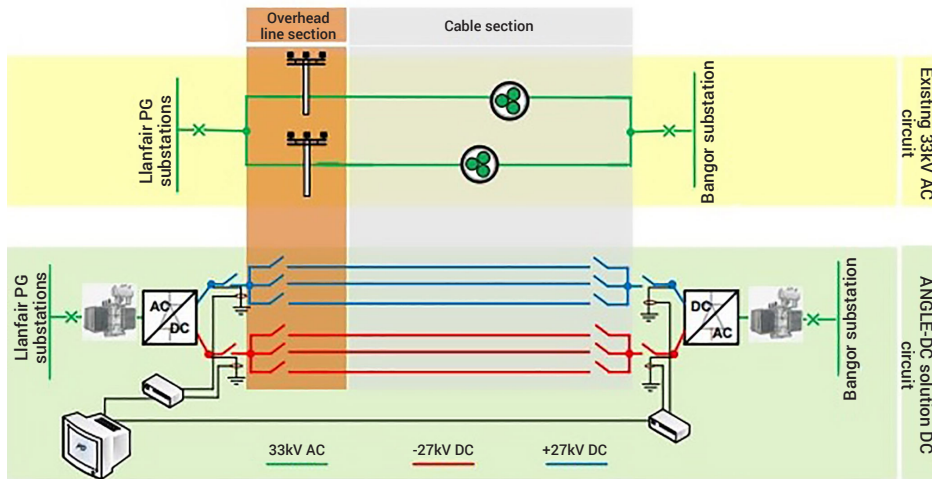 Overhead
line section
Cable section
Llanfair PG
substations
Bangor substation
Existing 33kV AC
circuit
Llanfair PG
substations
AC
DC
DC
AC
Bangor substation
ANGLE-DC solution DC
circuit
33kV AC
-27kV DC
+27kV DC